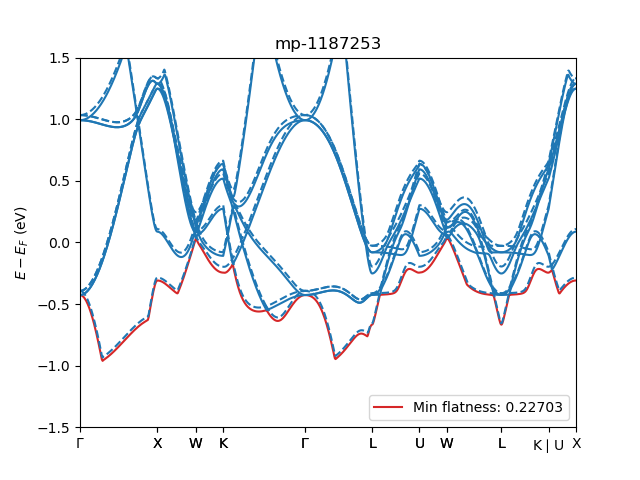 mp-1187253
1.5
1.0
0.5
0.0
−0.5
−1.0
−1.5
E − E_F (eV)
Γ X W K Γ L U W L K | U X
Min flatness: 0.22703